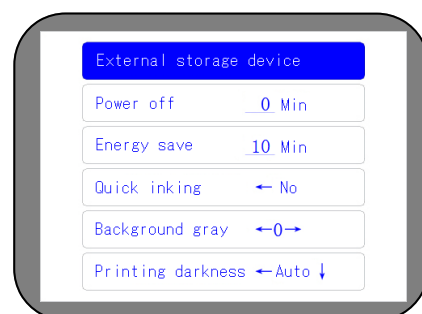 External storage device
Power off 0 Min
Energy save 10 Min
Quick inking ← No
Background gray ←0→
Printing darkness ←Auto ↓